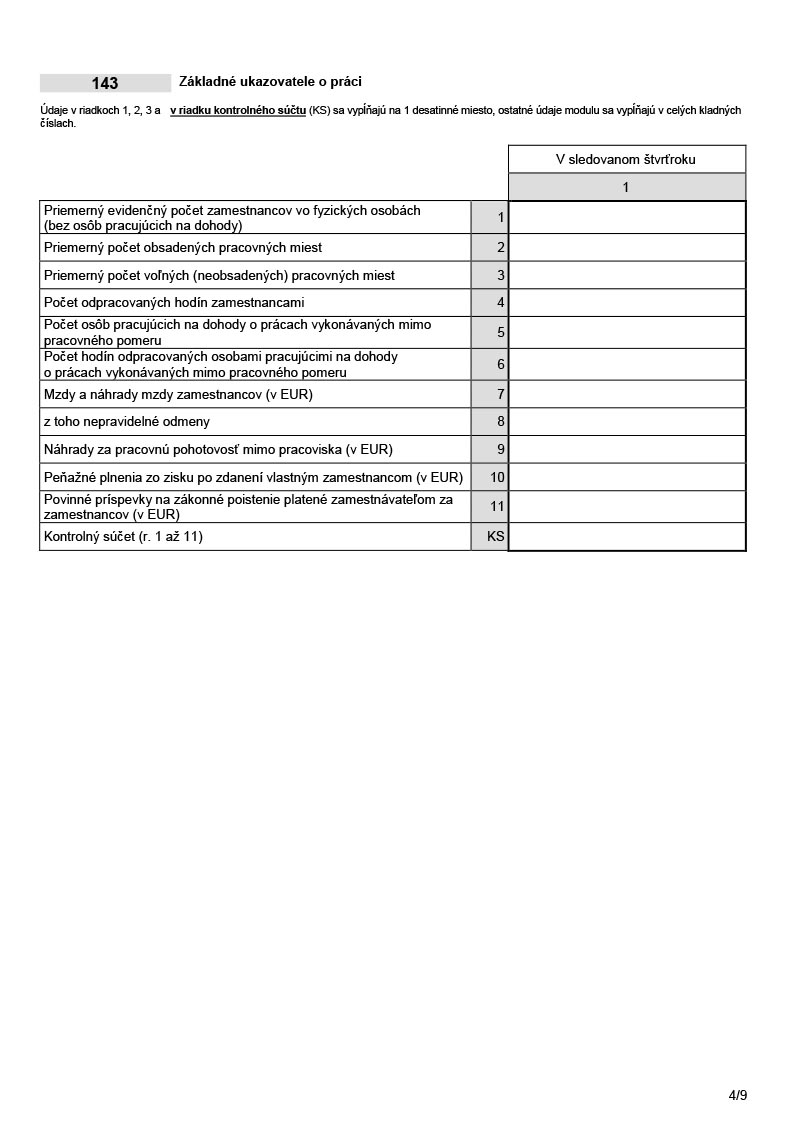 143 Základné ukazovatele o práci
Údaje v riadkoch 1, 2, 3 a v riadku kontrolného súčtu (KS) sa vypĺňajú na 1 desatinné miesto, ostatné údaje modulu sa vypĺňajú v celých kladných
číslach.
V sledovanom štvrťroku
1
Priemerný evidenčný počet zamestnancov vo fyzických osobách
(bez osôb pracujúcich na dohody) 1
Priemerný počet obsadených pracovných miest 2
Priemerný počet voľných (neobsadených) pracovných miest 3
Počet odpracovaných hodín zamestnancami 4
Počet osôb pracujúcich na dohody o prácach vykonávaných mimo
pracovného pomeru 5
Počet hodín odpracovaných osobami pracujúcimi na dohody
o prácach vykonávaných mimo pracovného pomeru 6
Mzdy a náhrady mzdy zamestnancov (v EUR) 7
z toho nepravidelné odmeny 8
Náhrady za pracovnú pohotovosť mimo pracoviska (v EUR) 9
Peňažné plnenia zo zisku po zdanení vlastným zamestnancom (v EUR) 10
Povinné príspevky na zákonné poistenie platené zamestnávateľom za
zamestnancov (v EUR) 11
Kontrolný súčet (r. 1 až 11) KS
4/9